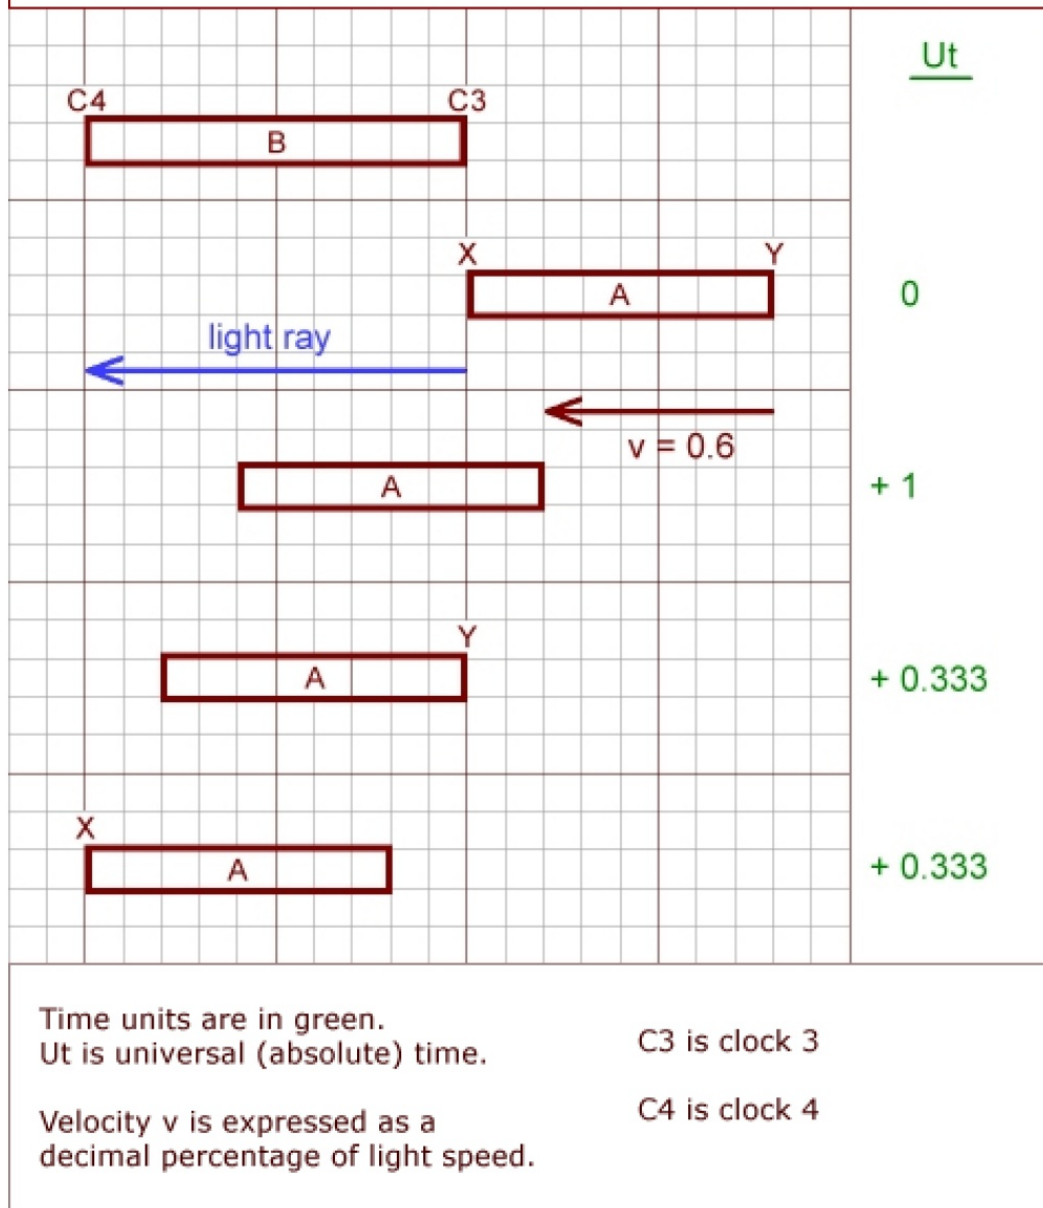 Ut
C4 C3
B
X Y
A 0
light ray
v = 0.6
A + 1
Y
A + 0.333
X
A + 0.333
Time units are in green.
Ut is universal (absolute) time.
C3 is clock 3
C4 is clock 4
Velocity v is expressed as a
decimal percentage of light speed.